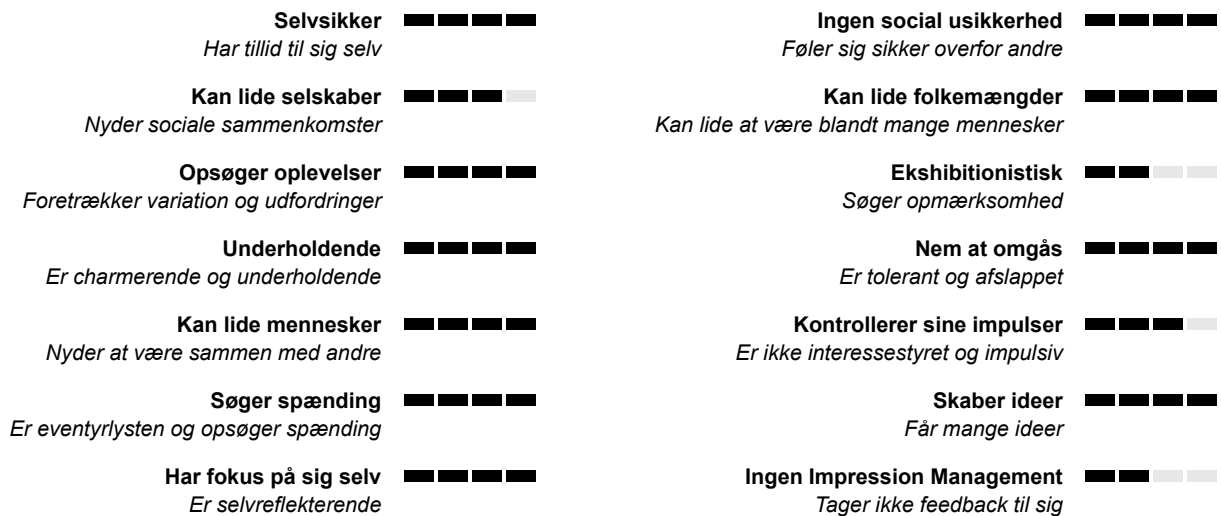 Selvsikker
Har tillid til sig selv
Kan lide selskaber
Nyder sociale sammenkomster
Opsøger oplevelser
Foretrækker variation og udfordringer
Underholdende
Er charmerende og underholdende
Kan lide mennesker
Nyder at være sammen med andre
Søger spænding
Er eventyrlysten og opsøger spænding
Har fokus på sig selv
Er selvreflekterende
Ingen social usikkerhed
Føler sig sikker overfor andre
Kan lide folkemængder
Kan lide at være blandt mange mennesker
Ekshibitionistisk
Søger opmærksomhed
Nem at omgås
Er tolerant og afslappet
Kontrollerer sine impulser
Er ikke interessestyret og impulsiv
Skaber ideer
Får mange ideer
Ingen Impression Management
Tager ikke feedback til sig